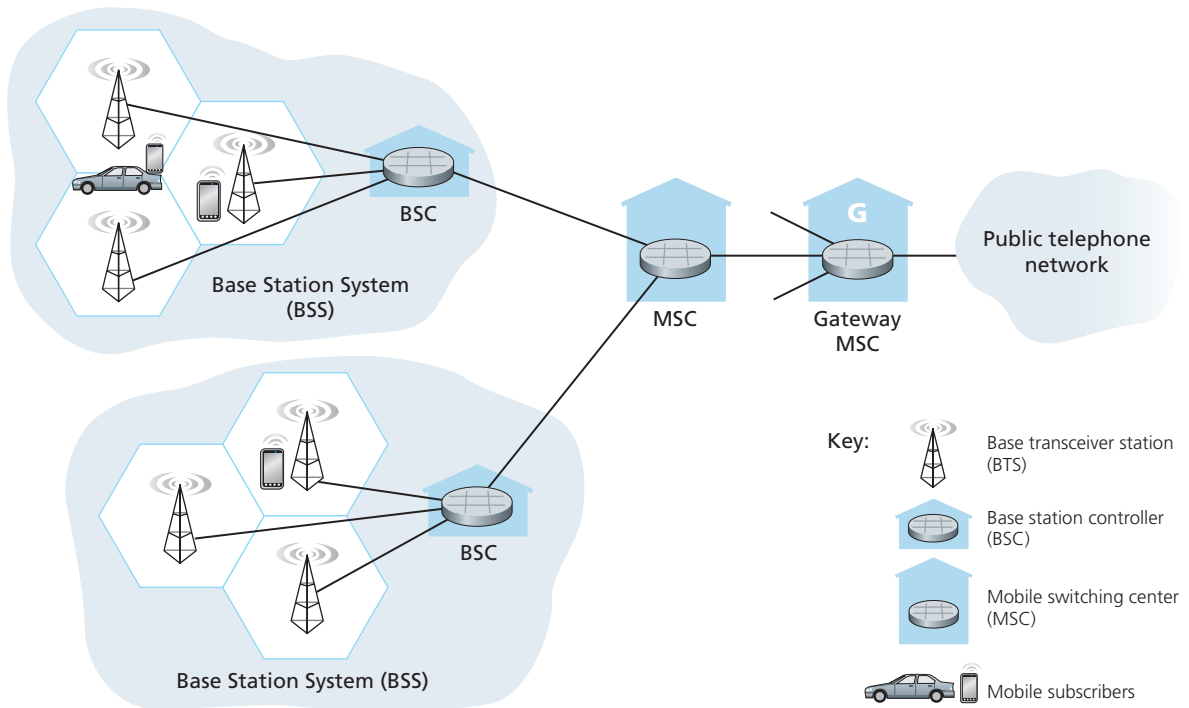 BSC
Base Station System
(BSS)
G
MSC
Gateway
MSC
Public telephone
network
BSC
Base Station System (BSS)
Key:
Base transceiver station
(BTS)
Base station controller
(BSC)
Mobile switching center
(MSC)
Mobile subscribers